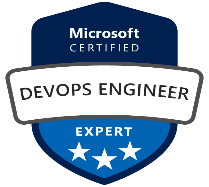 Microsoft
CERTIFIED
DEVOPS ENGINEER
EXPERT